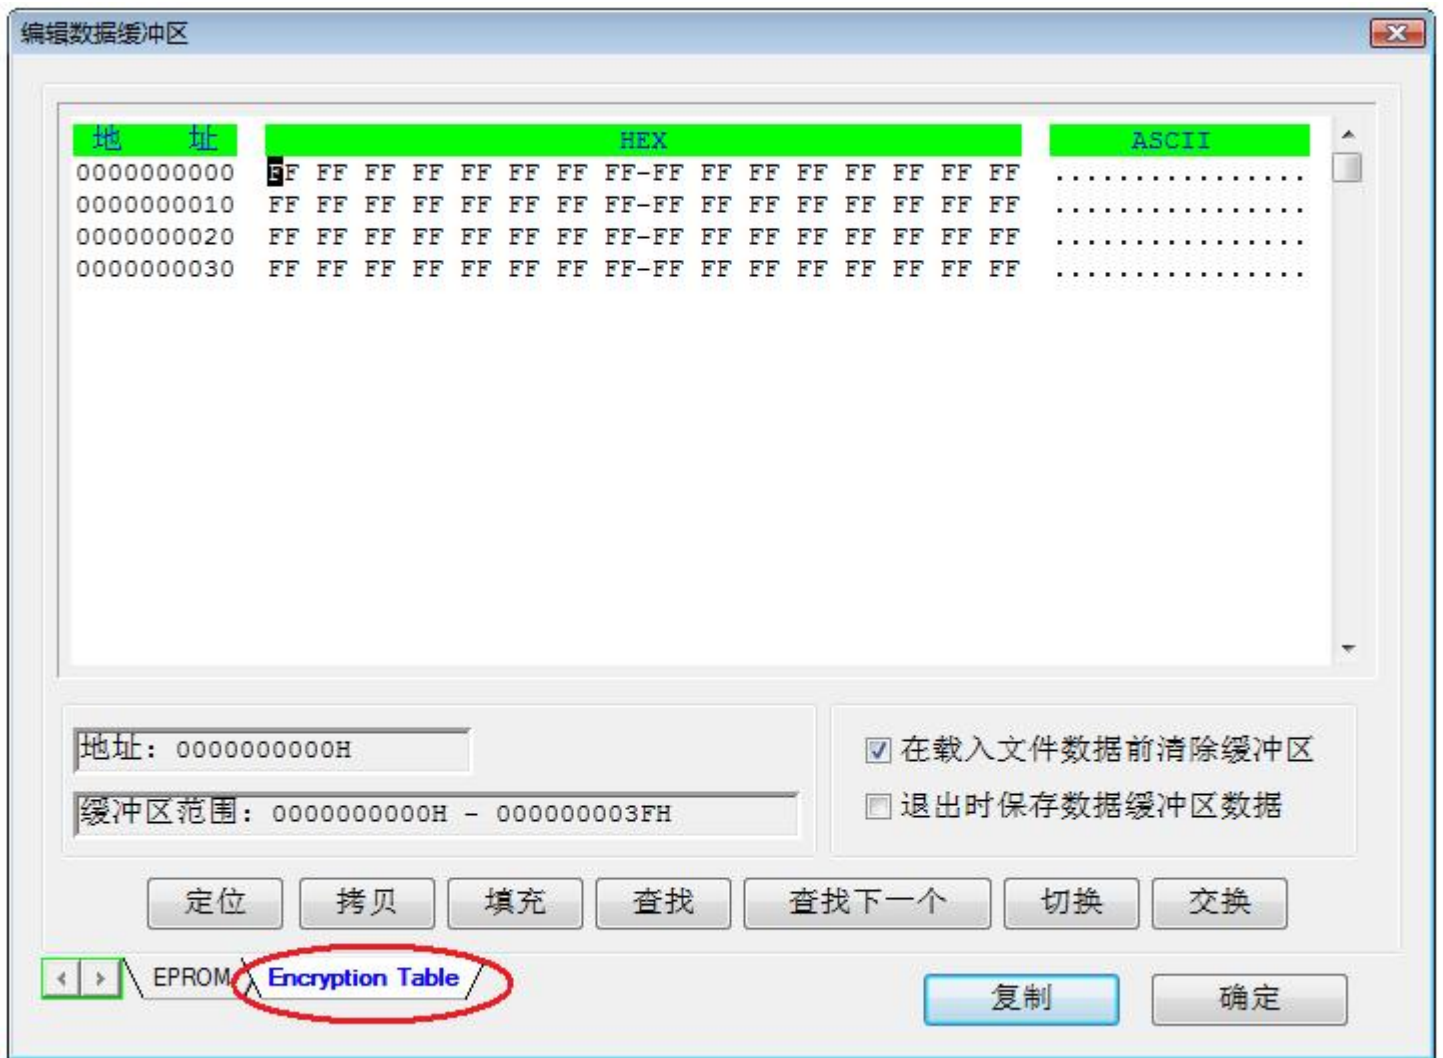 编辑数据缓冲区
地 址 HEX ASCII
0000000000 FF FF FF FF FF FF FF FF-FF FF FF FF FF FF FF FF ................
0000000010 FF FF FF FF FF FF FF FF-FF FF FF FF FF FF FF FF ................
0000000020 FF FF FF FF FF FF FF FF-FF FF FF FF FF FF FF FF ................
0000000030 FF FF FF FF FF FF FF FF-FF FF FF FF FF FF FF FF ................
地址: 0000000000H
缓冲区范围: 0000000000H - 000000003FH
在载入文件数据前清除缓冲区
退出时保存数据缓冲区数据
定位 拷贝 填充 查找 查找下一个 切换 交换
EPROM Encryption Table
复制 确定